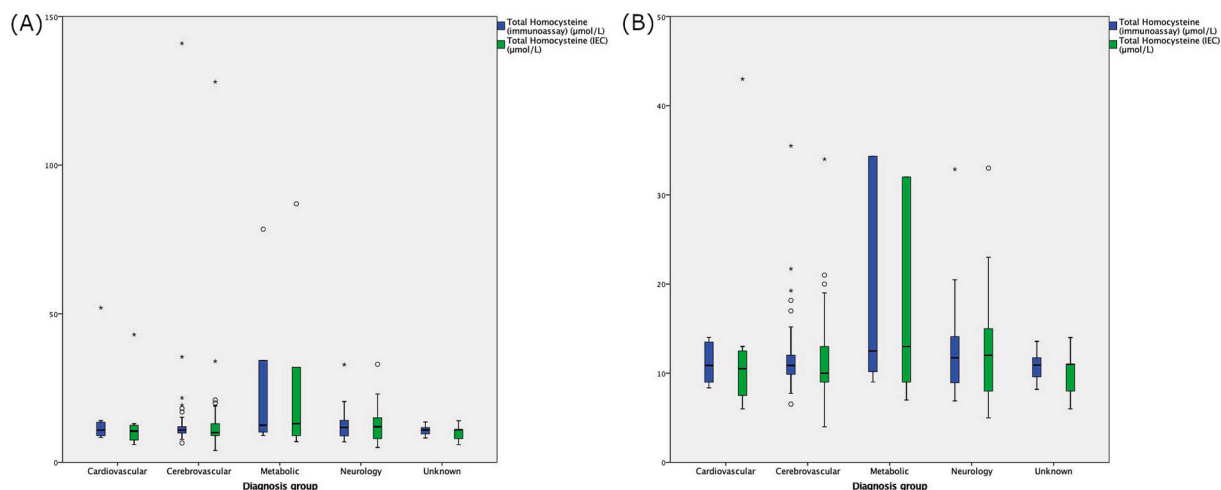 (A)
150
100
50
0
Cardiovascular Cerebrovascular Metabolic Neurology Unknown
Diagnosis group
Total Homocysteine
(immunoassay) (µmol/L)
Total Homocysteine (IEC)
(µmol/L)
(B)
50
40
30
20
10
0
Cardiovascular Cerebrovascular Metabolic Neurology Unknown
Diagnosis group
Total Homocysteine
(immunoassay) (µmol/L)
Total Homocysteine (IEC)
(µmol/L)